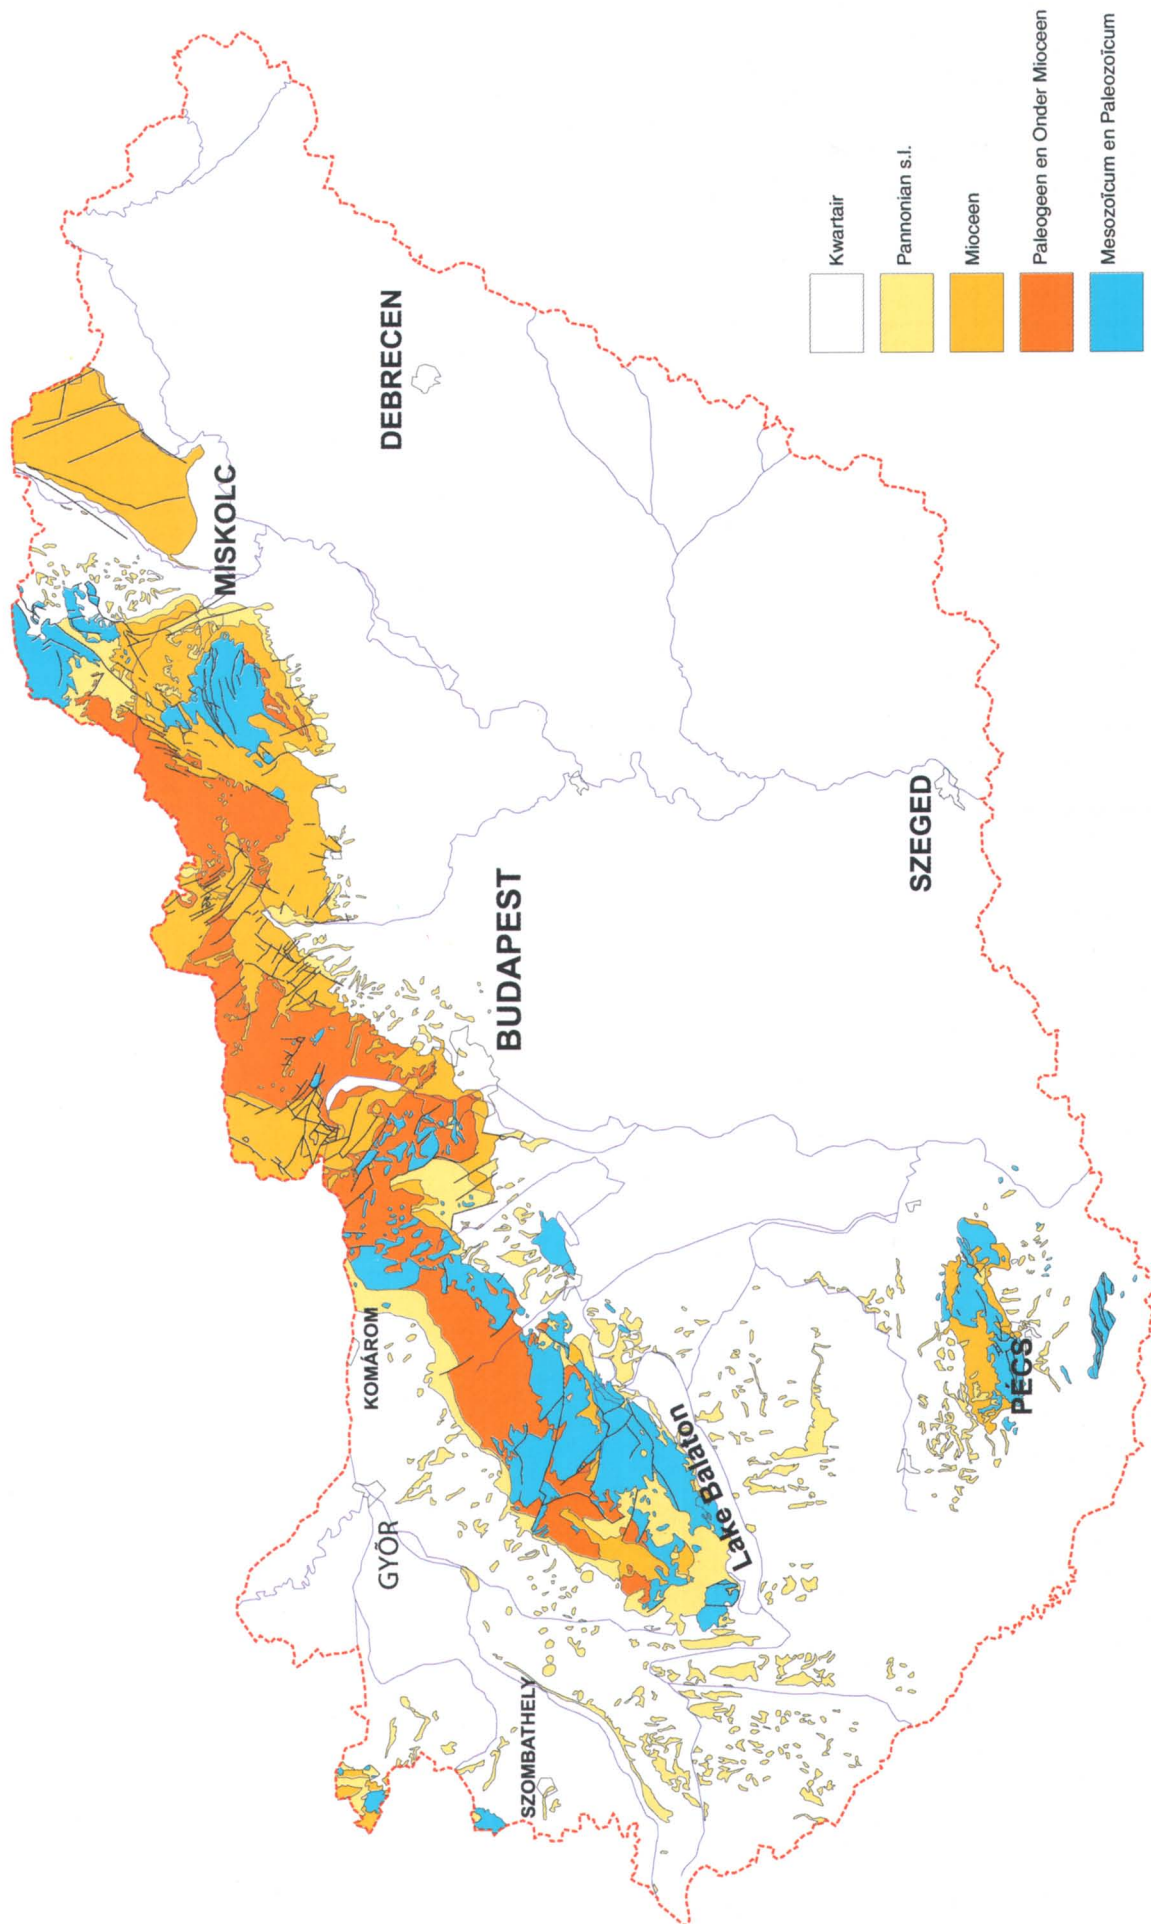 MISKOLC
DEBRECEN
BUDAPEST
KOMÁROM
GYŐR
SZOMBATHELY
Lake Balaton
SZEGED
PÉCS
Kwartair
Pannonian s.l.
Mioceen
Paleogeen en Onder Mioceen
Mesozoïcum en Paleozoïcum